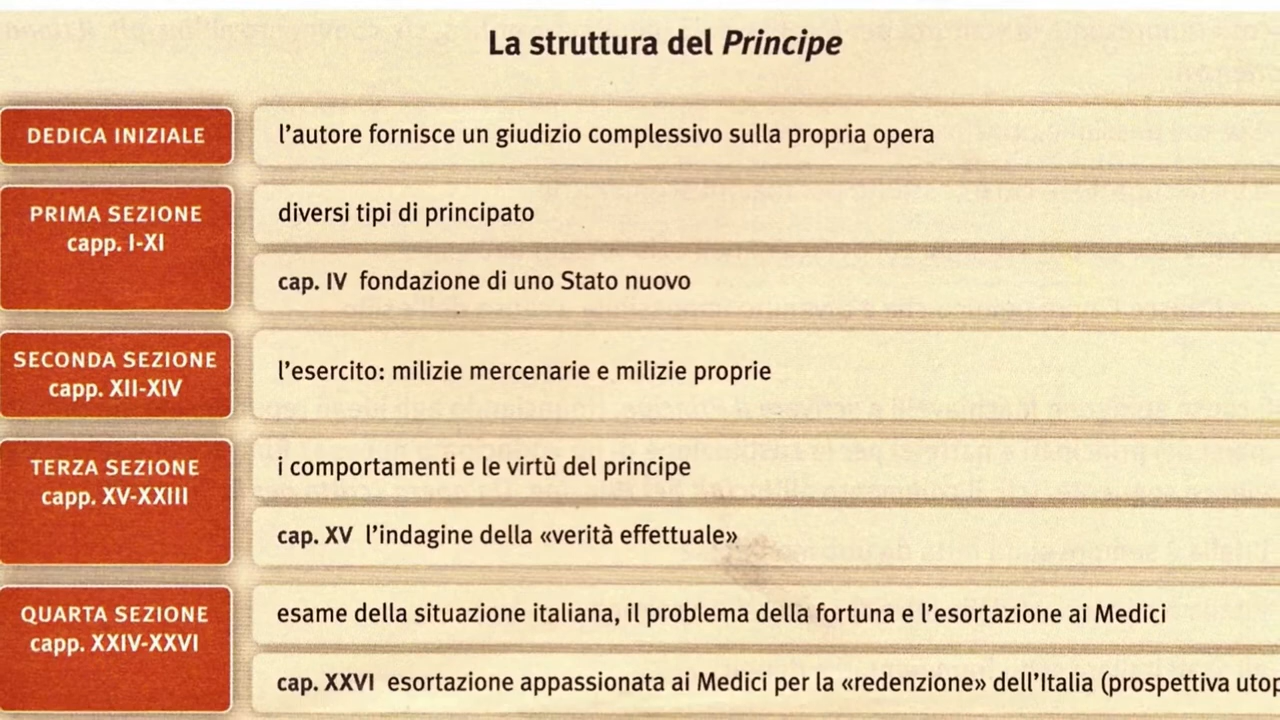 La struttura del Principe
DEDICA INIZIALE
l'autore fornisce un giudizio complessivo sulla propria opera
PRIMA SEZIONE
capp. I-XI
diversi tipi di principato
cap. IV fondazione di uno Stato nuovo
SECONDA SEZIONE
capp. XII-XIV
l'esercito: milizie mercenarie e milizie proprie
TERZA SEZIONE
capp. XV-XXIII
i comportamenti e le virtù del principe
cap. XV l'indagine della «verità effettuale»
QUARTA SEZIONE
capp. XXIV-XXVI
esame della situazione italiana, il problema della fortuna e l'esortazione ai Medici
cap. XXVI esortazione appassionata ai Medici per la «redenzione» dell'Italia (prospettiva